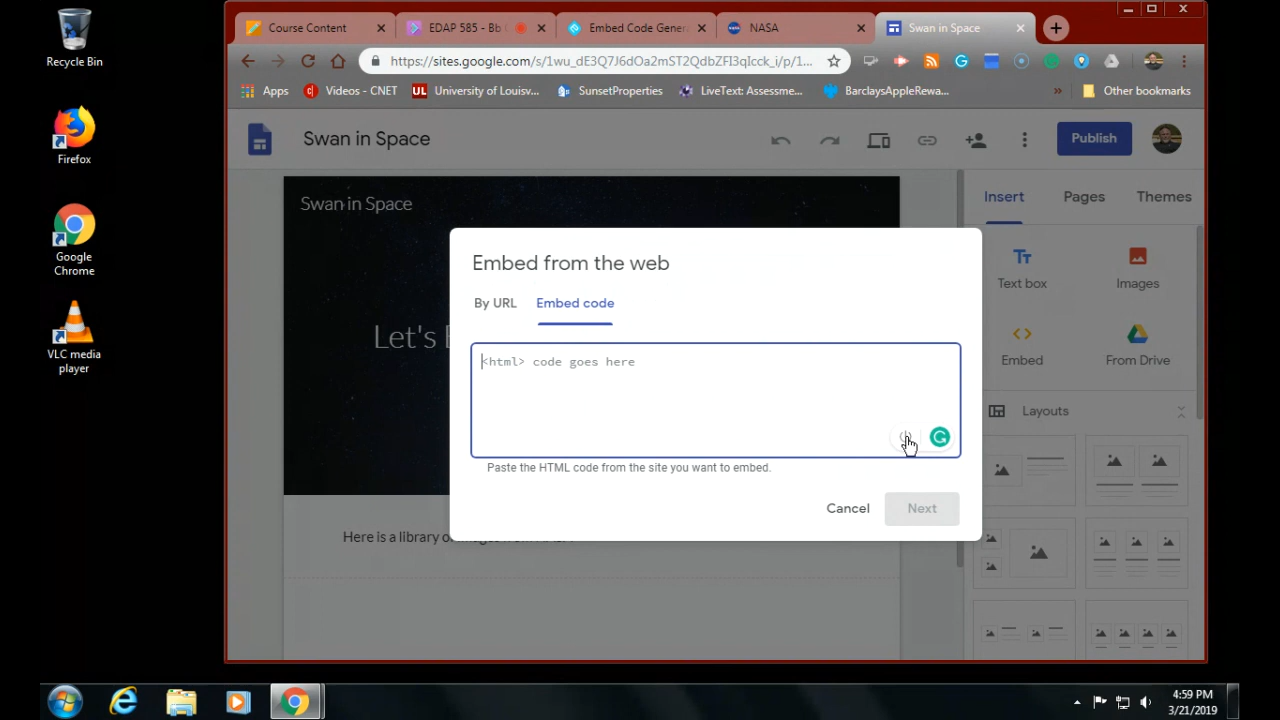 Recycle Bin
Firefox
Google
Chrome
VLC media
player
Course Content
EDAP 585 - Bb
Embed Code Genera
NASA
Swan in Space
https://sites.google.com/s/1wu_dE3Q7J6dOa2mST2QdbZFI3qIcck_i/p/1...
Apps
Videos - CNET
University of Louisv...
SunsetProperties
LiveText: Assessme...
BarclaysAppleRewa...
»
Other bookmarks
Swan in Space
Publish
Swan in Space
Let's E
Here is a library
Insert
Pages
Themes
Text box
Images
Embed
From Drive
Layouts
Embed from the web
By URL
Embed code
<html> code goes here
Paste the HTML code from the site you want to embed.
Cancel
Next
4:59 PM
3/21/2019